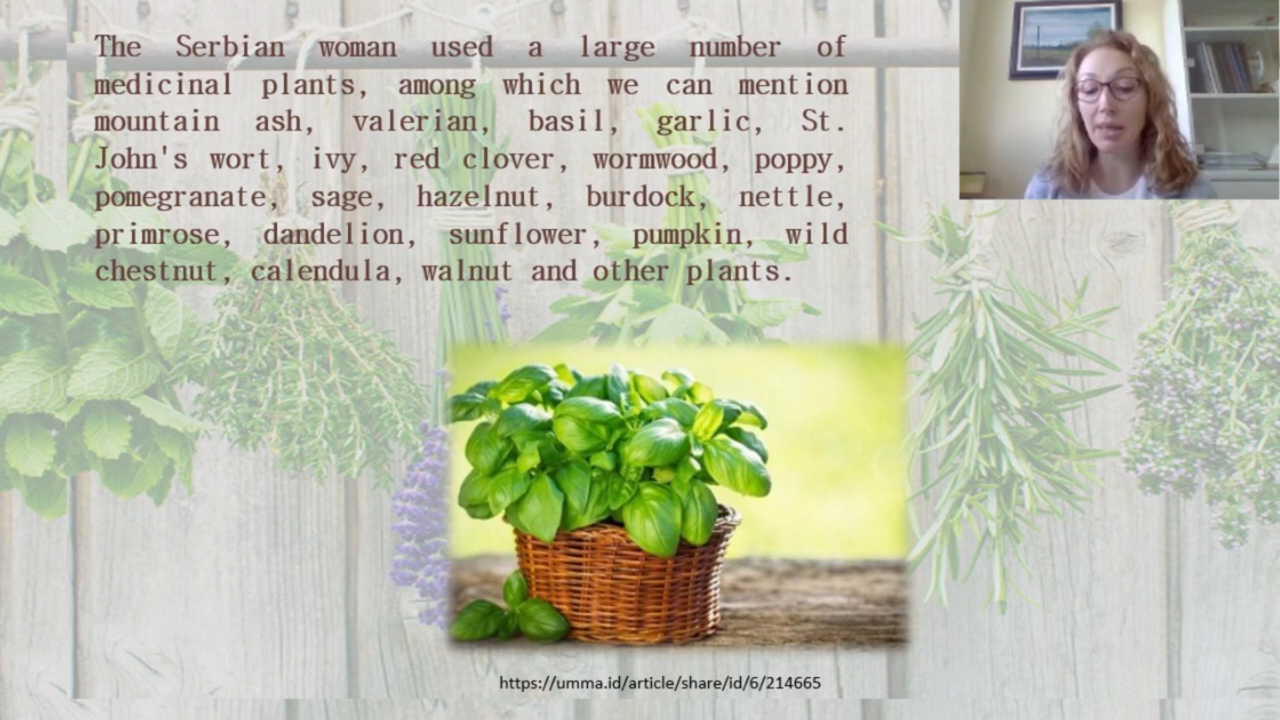 The Serbian woman used a large number of
medicinal plants, among which we can mention
mountain ash, valerian, basil, garlic, St.
John's wort, ivy, red clover, wormwood, poppy,
pomegranate, sage, hazelnut, burdock, nettle,
primrose, dandelion, sunflower, pumpkin, wild
chestnut, calendula, walnut and other plants.
https://umma.id/article/share/id/6/214665